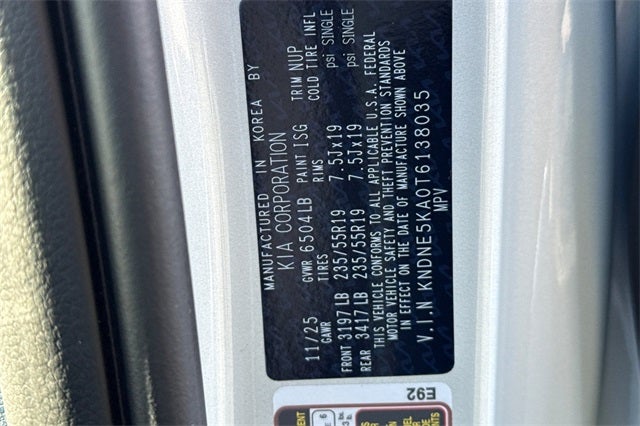 MANUFACTURED IN KOREA BY
KIA CORPORATION
11/25 GVWR 6504LB PAINT ISG TRIM NUP
GAWR TIRES RIMS COLD TIRE INFL
FRONT 3197LB 235/55R19 7.5Jx19 psi SINGLE
REAR 3417LB 235/55R19 7.5Jx19 psi SINGLE
THIS VEHICLE CONFORMS TO ALL APPLICABLE U.S.A. FEDERAL
MOTOR VEHICLE SAFETY AND THEFT PREVENTION STANDARDS
IN EFFECT ON THE DATE OF MANUFACTURE SHOWN ABOVE
V.I.N KNDNE5KA0T6138035
MPV
E92